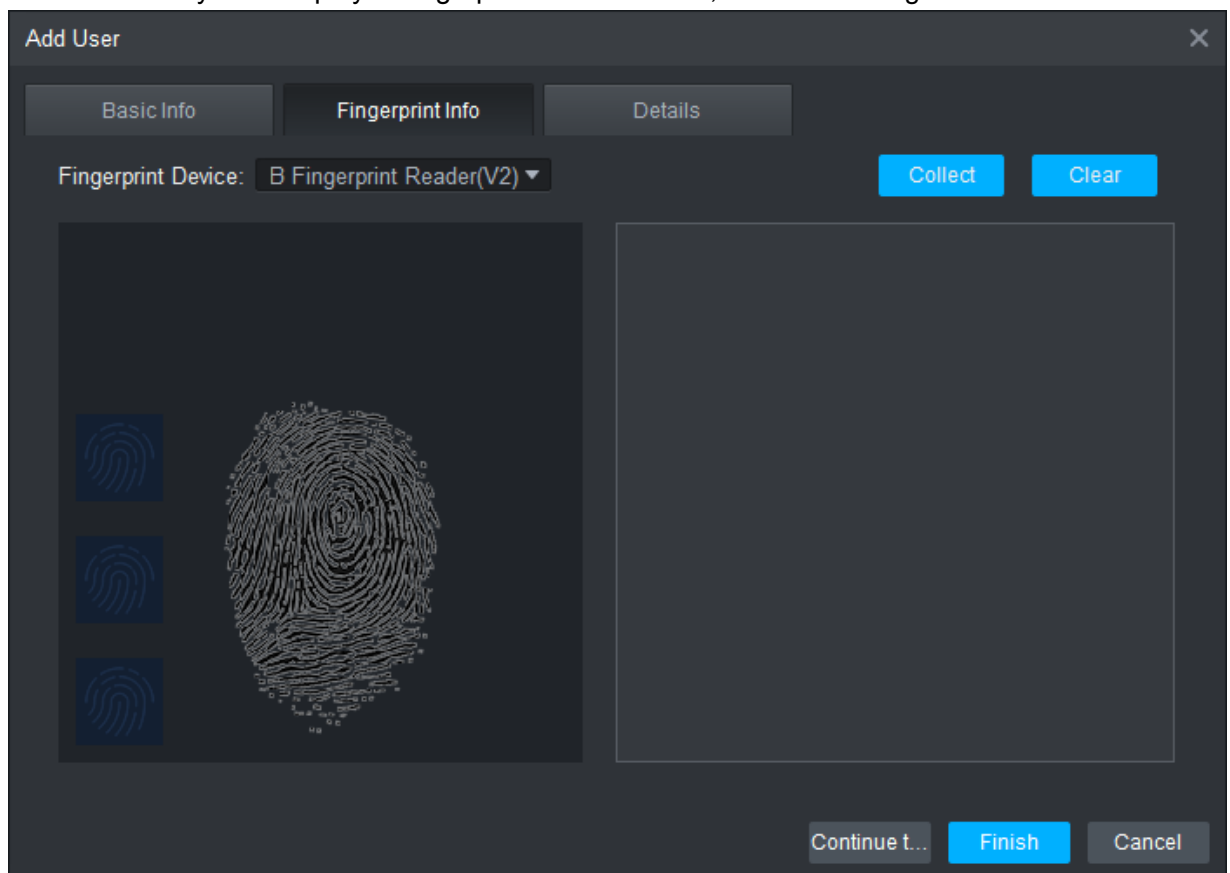 Add User
Basic Info Fingerprint Info Details
Fingerprint Device: B Fingerprint Reader(V2) Collect Clear
Continue t... Finish Cancel